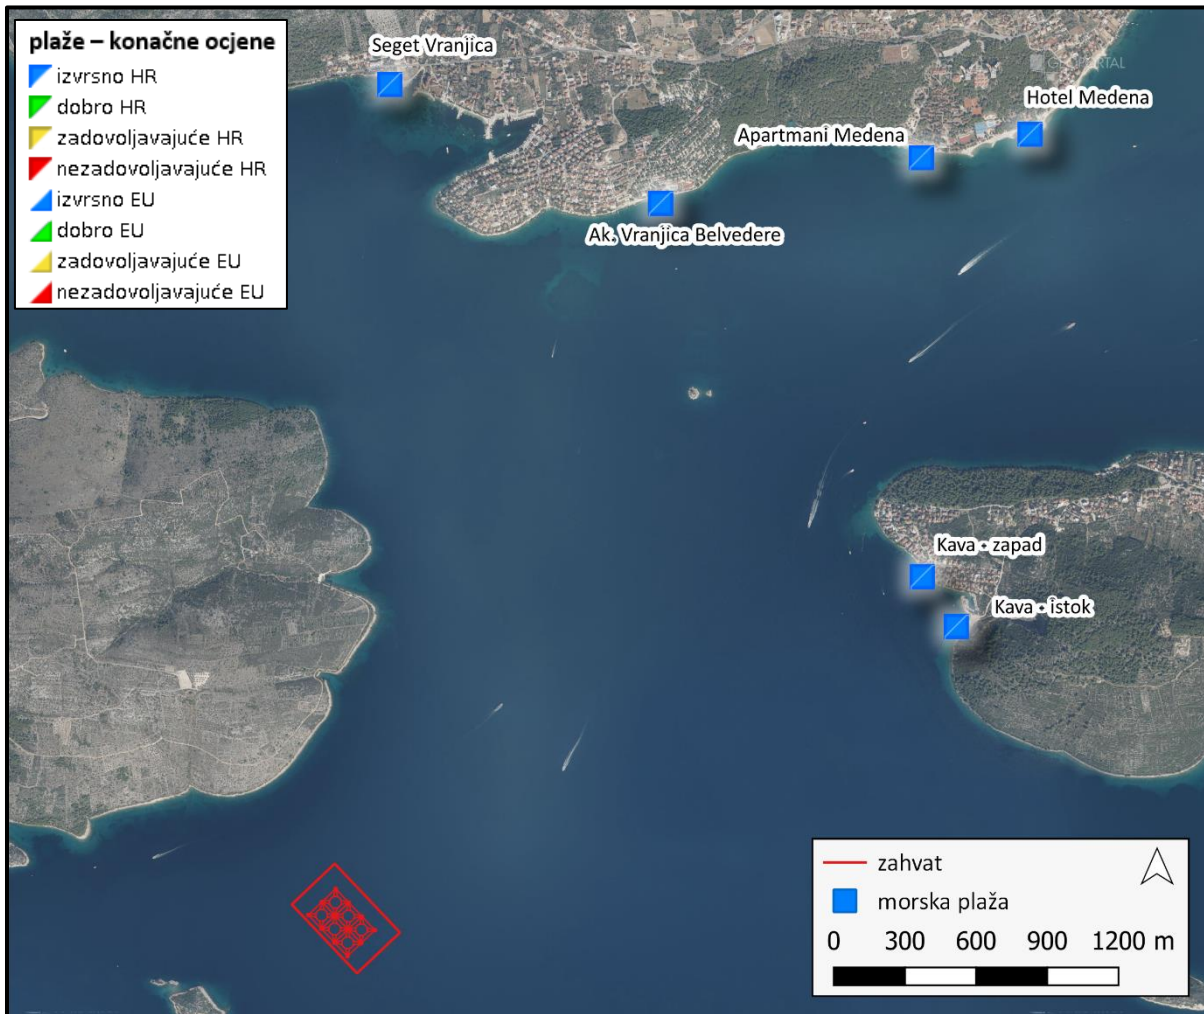 plaže – konačne ocjene
izvrsno HR
dobro HR
zadovoljavajuće HR
nezadovoljavajuće HR
izvrsno EU
dobro EU
zadovoljavajuće EU
nezadovoljavajuće EU
Seget Vranjica
GEOPORTAL
Hotel Medena
Apartmani Medena
Ak. Vranjica Belvedere
Kava - zapad
Kava - istok
zahvat
morska plaža
0 300 600 900 1200 m